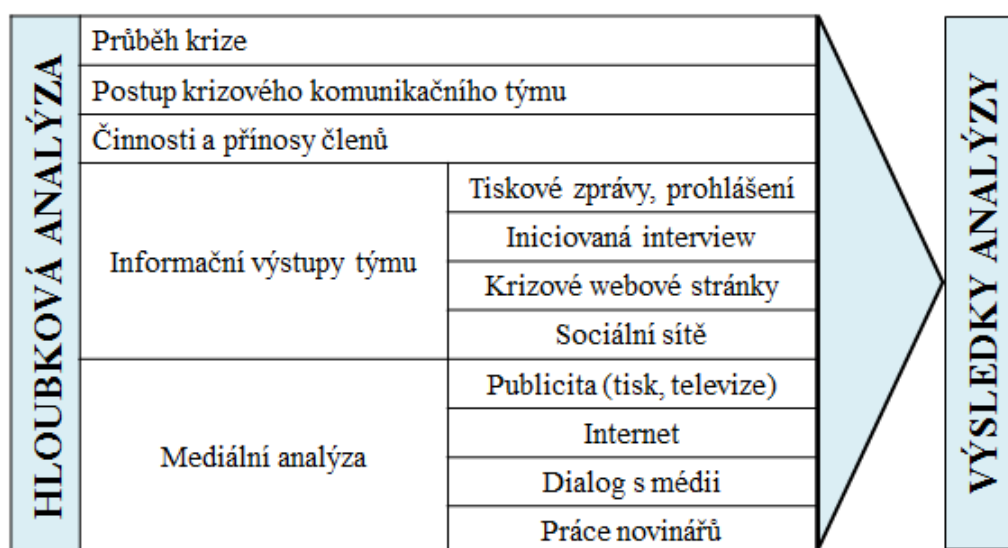 HLOUBKOVÁ ANALÝZA
Průběh krize
Postup krizového komunikačního týmu
Činnosti a přínosy členů
Informační výstupy týmu
Tiskové zprávy, prohlášení
Iniciovaná interview
Krizové webové stránky
Sociální sítě
Mediální analýza
Publicita (tisk, televize)
Internet
Dialog s médii
Práce novinářů
VÝSLEDKY ANALÝZY